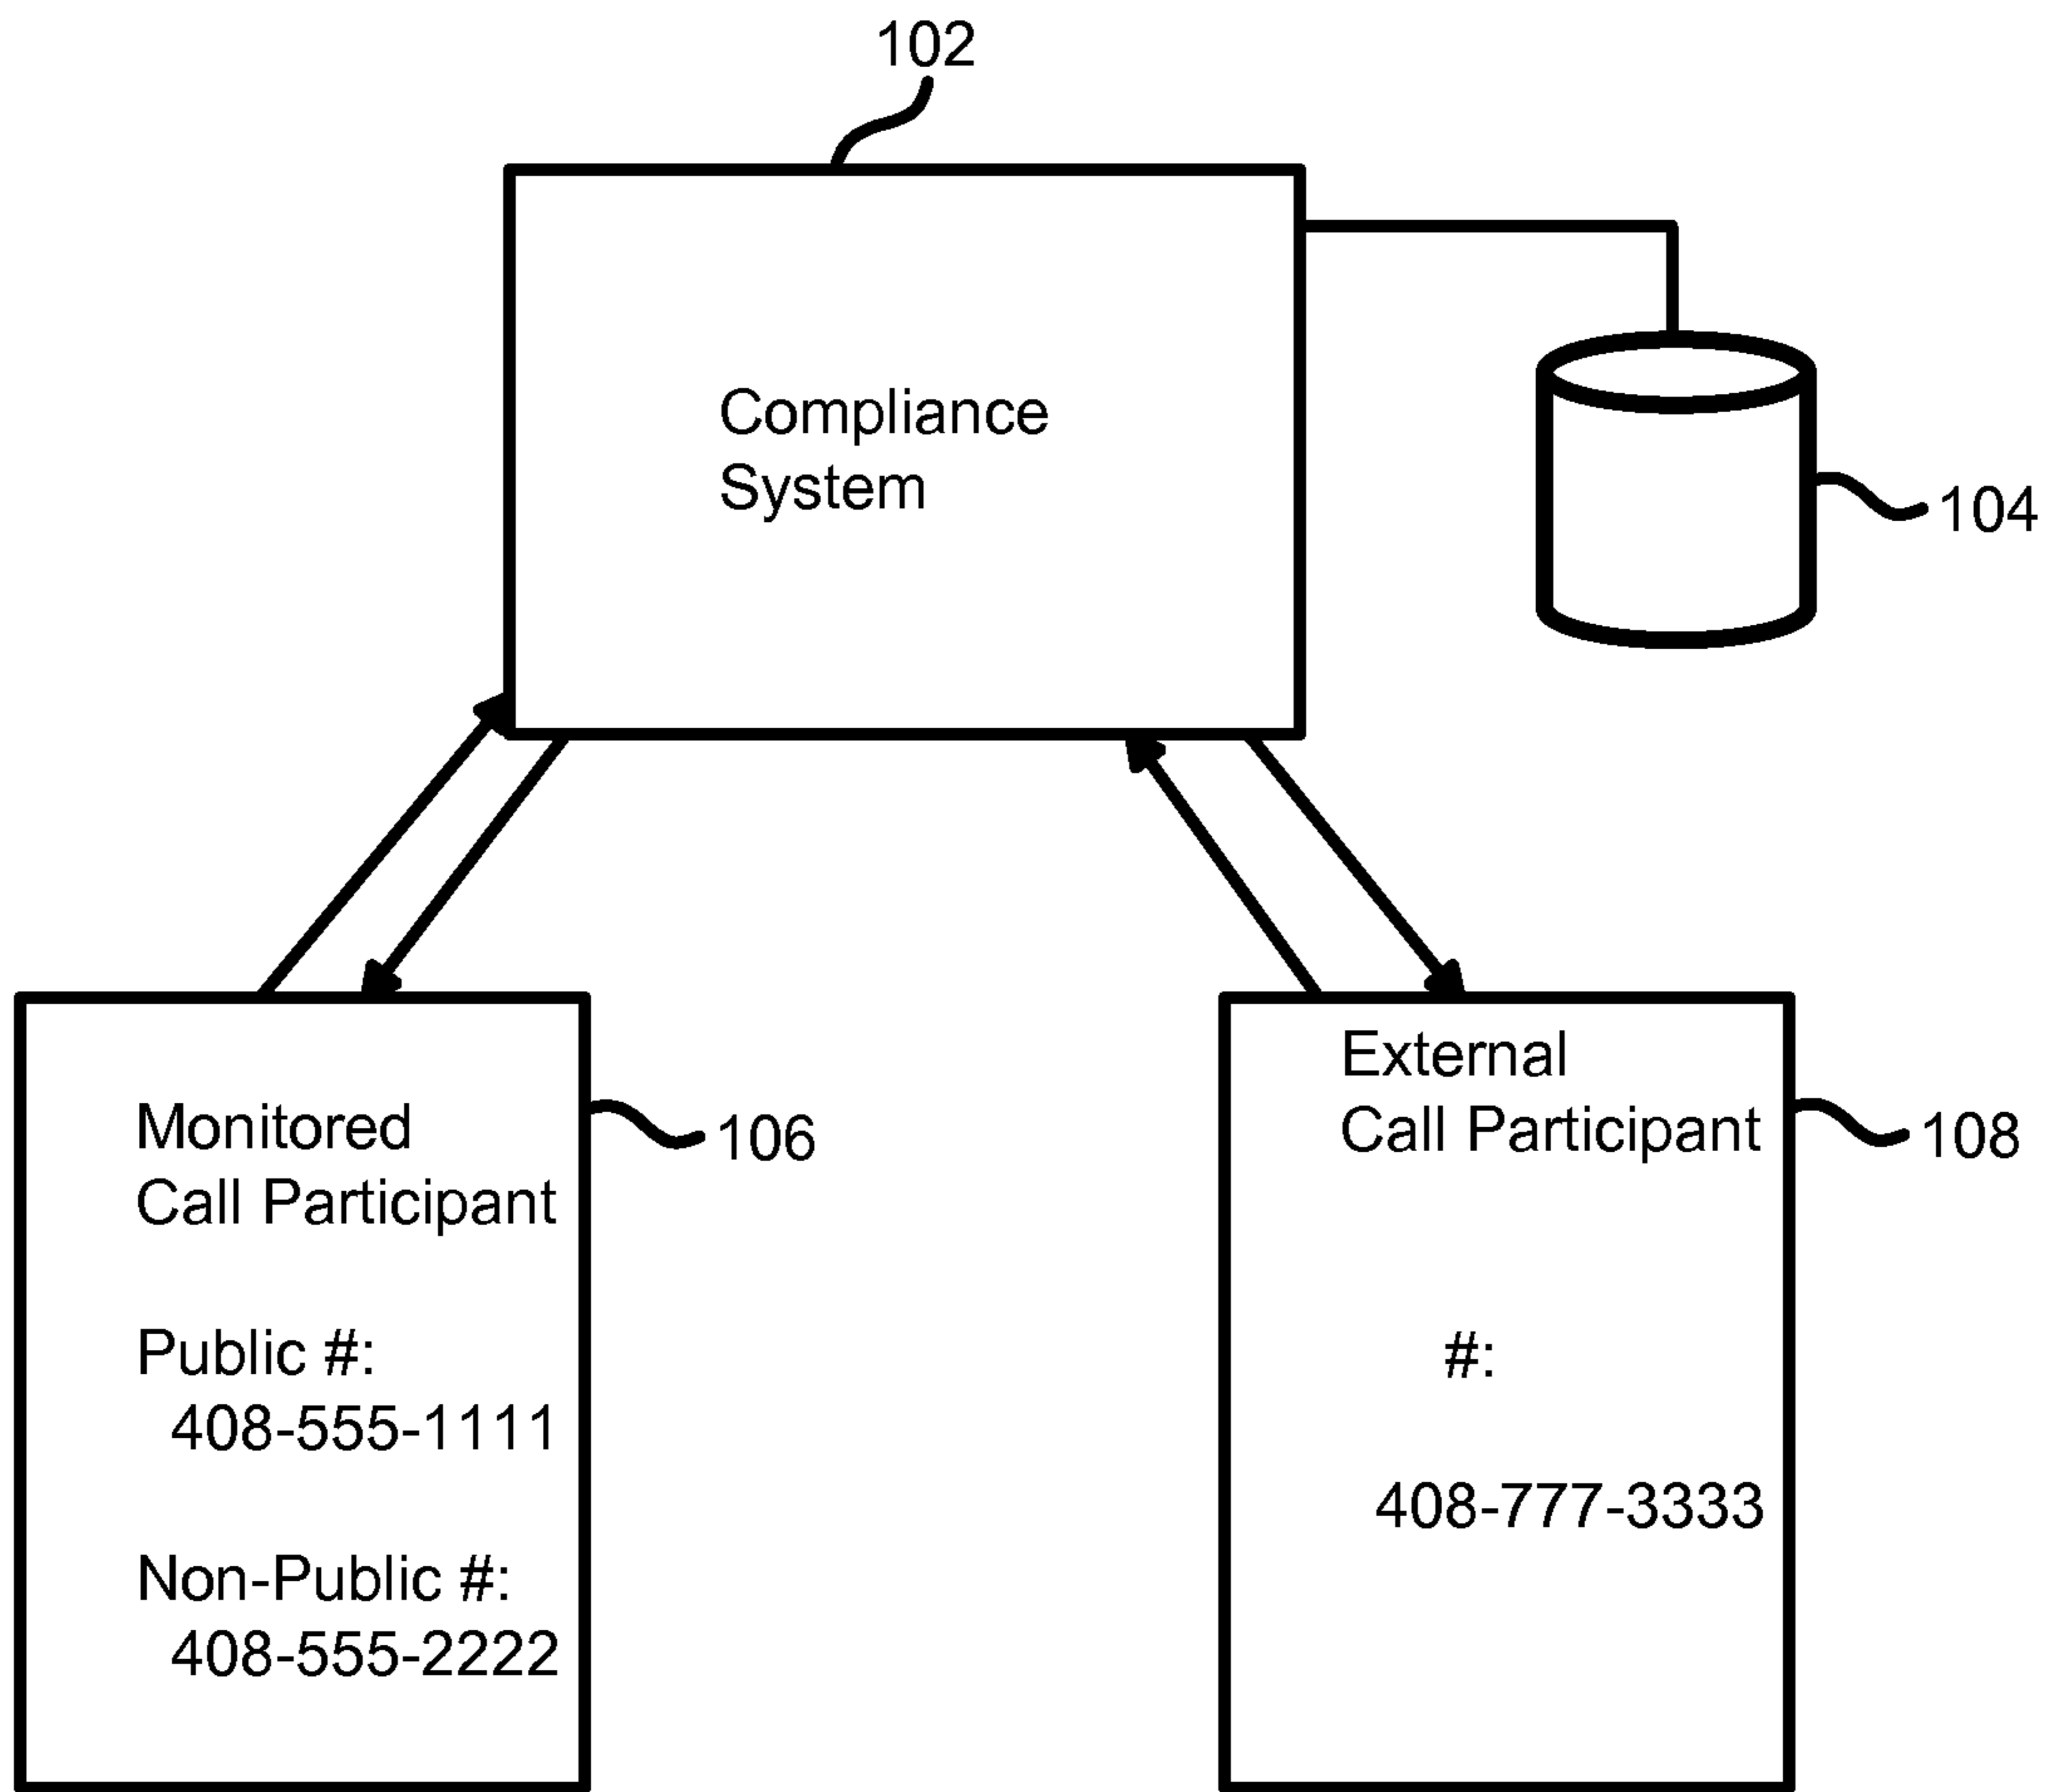 102
Compliance
System
104
Monitored
Call Participant
106
Public #:
408-555-1111
Non-Public #:
408-555-2222
External
Call Participant
108
#:
408-777-3333